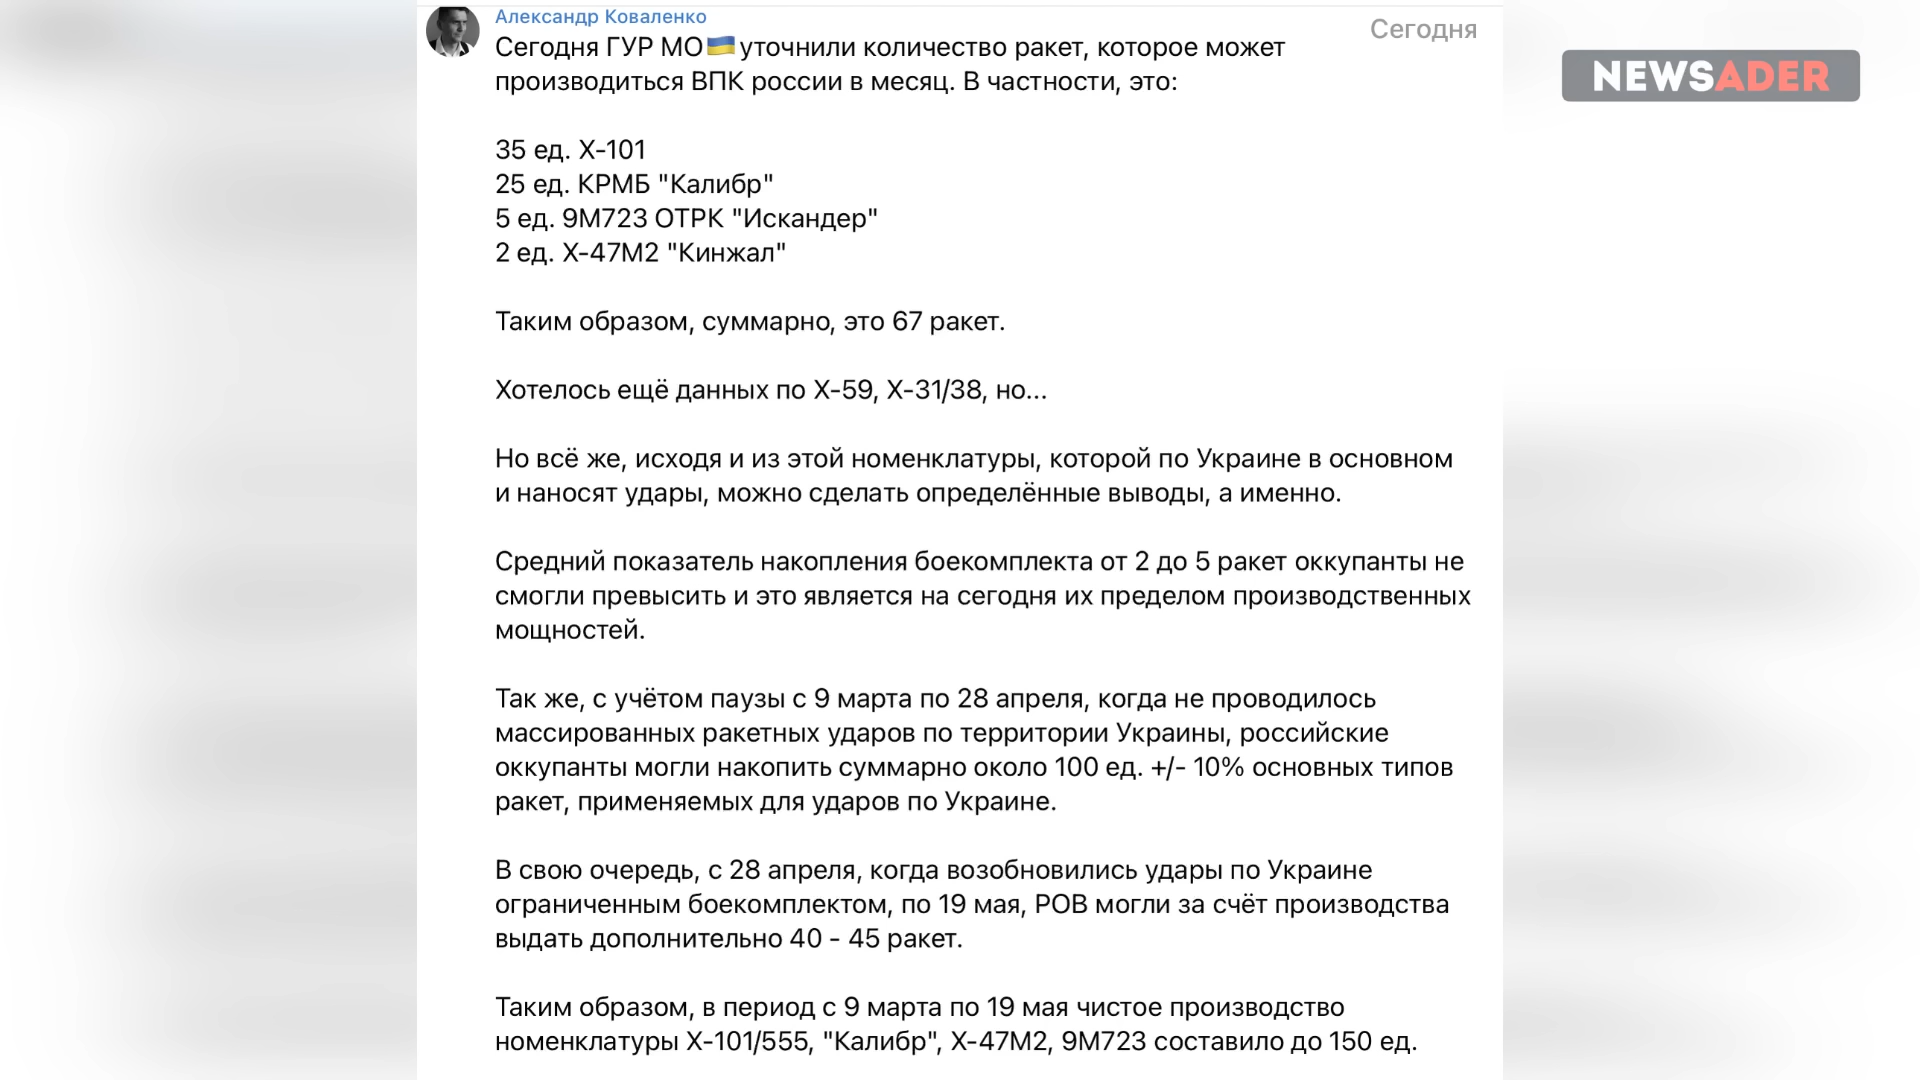 Александр Коваленко
Сегодня
NEWSADER
Сегодня ГУР МО🇺🇦уточнили количество ракет, которое может
производиться ВПК россии в месяц. В частности, это:
35 ед. Х-101
25 ед. КРМБ "Калибр"
5 ед. 9М723 ОТРК "Искандер"
2 ед. Х-47М2 "Кинжал"
Таким образом, суммарно, это 67 ракет.
Хотелось ещё данных по Х-59, Х-31/38, но...
Но всё же, исходя и из этой номенклатуры, которой по Украине в основном
и наносят удары, можно сделать определённые выводы, а именно.
Средний показатель накопления боекомплекта от 2 до 5 ракет оккупанты не
смогли превысить и это является на сегодня их пределом производственных
мощностей.
Так же, с учётом паузы с 9 марта по 28 апреля, когда не проводилось
массированных ракетных ударов по территории Украины, российские
оккупанты могли накопить суммарно около 100 ед. +/- 10% основных типов
ракет, применяемых для ударов по Украине.
В свою очередь, с 28 апреля, когда возобновились удары по Украине
ограниченным боекомплектом, по 19 мая, РОВ могли за счёт производства
выдать дополнительно 40 - 45 ракет.
Таким образом, в период с 9 марта по 19 мая чистое производство
номенклатуры Х-101/555, "Калибр", Х-47М2, 9М723 составило до 150 ед.